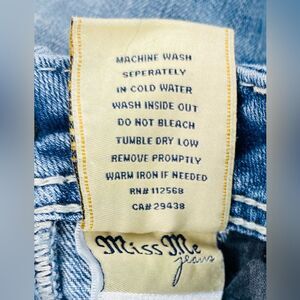 MACHINE WASH
SEPERATELY
IN COLD WATER
WASH INSIDE OUT
DO NOT BLEACH
TUMBLE DRY LOW
REMOVE PROMPTLY
WARM IRON IF NEEDED
RN# 112568
CA# 29438
Miss Me
jeans